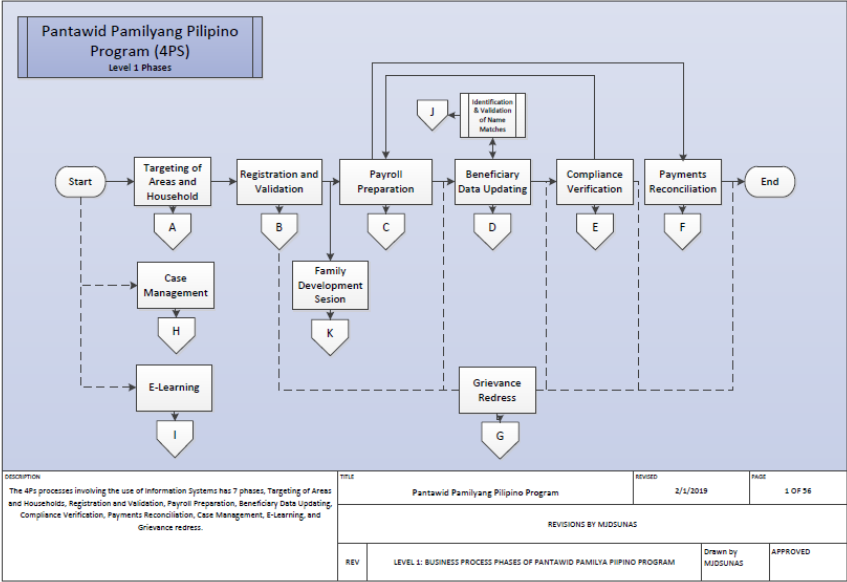 Pantawid Pamilyang Pilipino
Program (4PS)
Level 1 Phases
Identification
& Validation
of Name
Matches
J
Start
Targeting of
Areas and
Household
Registration and
Validation
Payroll
Preparation
Beneficiary
Data Updating
Compliance
Verification
Payments
Reconciliation
End
A
B
C
D
E
F
Case
Management
Family
Development
Sesion
H
K
E-Learning
Grievance
Redress
I
G
DESCRIPTION
The 4Ps processes involving the use of Information Systems has 7 phases, Targeting of Areas
and Households, Registration and Validation, Payroll Preparation, Beneficiary Data Updating,
Compliance Verification, Payments Reconciliation, Case Management, E-Learning, and
Grievance redress.
TITLE
Pantawid Pamilyang Pilipino Program
REVISED
2/1/2019
PAGE
1 OF 56
REVISIONS BY MJDSUNAS
REV
LEVEL 1: BUSINESS PROCESS PHASES OF PANTAWID PAMILYA PIIPINO PROGRAM
Drawn by
MJDSUNAS
APPROVED